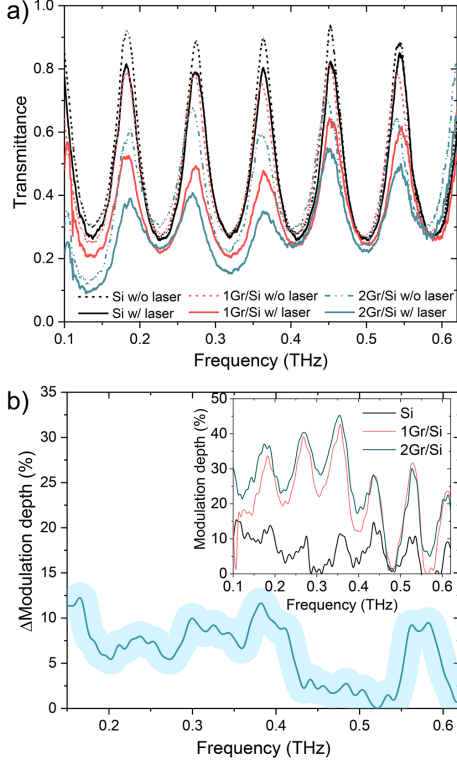 a)
1.0
0.8
0.6
0.4
0.2
0.0
Transmittance
Si w/o laser 1Gr/Si w/o laser 2Gr/Si w/o laser
Si w/ laser 1Gr/Si w/ laser 2Gr/Si w/ laser
0.1 0.2 0.3 0.4 0.5 0.6
Frequency (THz)
b)
35
30
25
20
15
10
5
0
ΔModulation depth (%)
50
40
30
20
10
0
Modulation depth (%)
Si
1Gr/Si
2Gr/Si
0.1 0.2 0.3 0.4 0.5 0.6
Frequency (THz)
0.2 0.3 0.4 0.5 0.6
Frequency (THz)